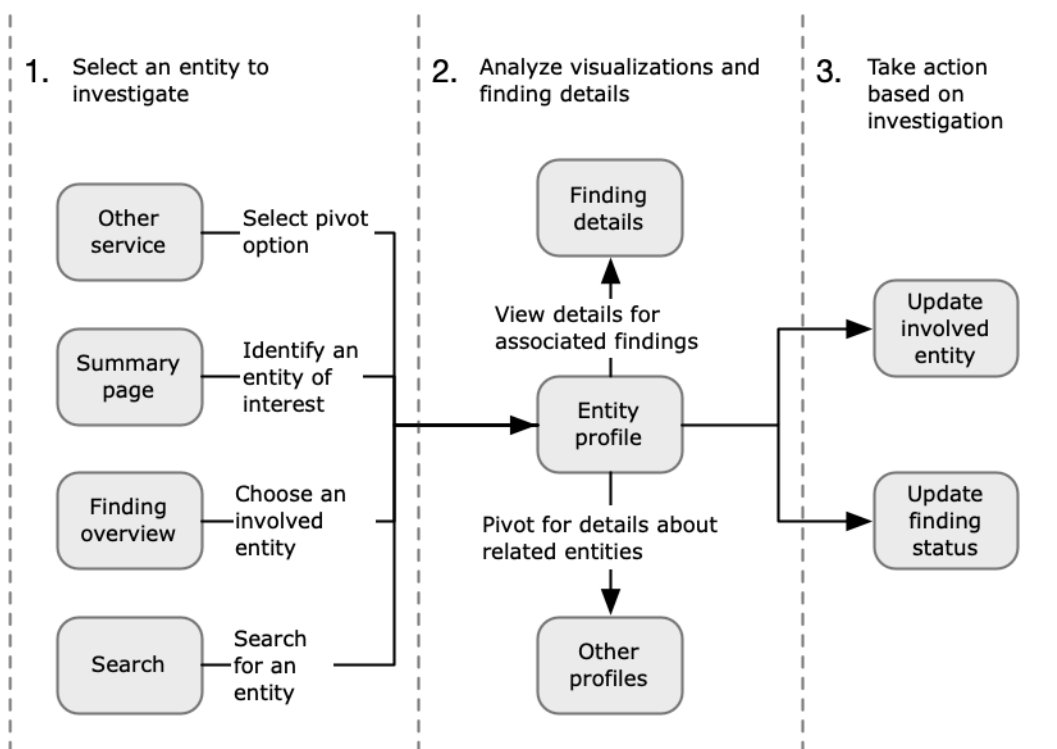 1. Select an entity to
investigate
2. Analyze visualizations and
finding details
3. Take action
based on
investigation
Other
service
Select pivot
option
Summary
page
Identify an
entity of
interest
Finding
overview
Choose an
involved
entity
Search
Search
for an
entity
Finding
details
View details for
associated findings
Entity
profile
Pivot for details about
related entities
Other
profiles
Update
involved
entity
Update
finding
status